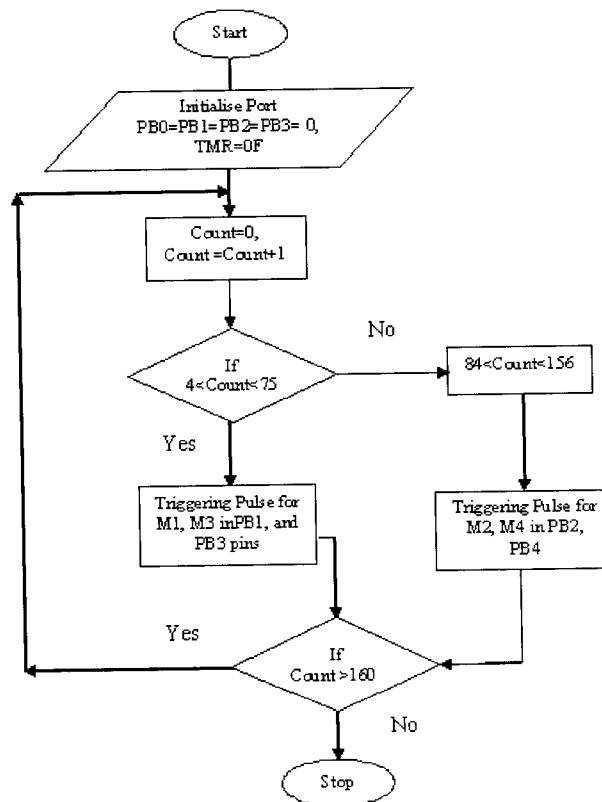 Start
Initialise Port
PB0=PB1=PB2=PB3= 0,
TMR=0F
Count=0,
Count =Count+1
If
4<Count<75
No
84<Count<156
Yes
Triggering Pulse for
M1, M3 inPB1, and
PB3 pins
Triggering Pulse for
M2, M4 in PB2,
PB4
Yes
If
Count >160
No
Stop